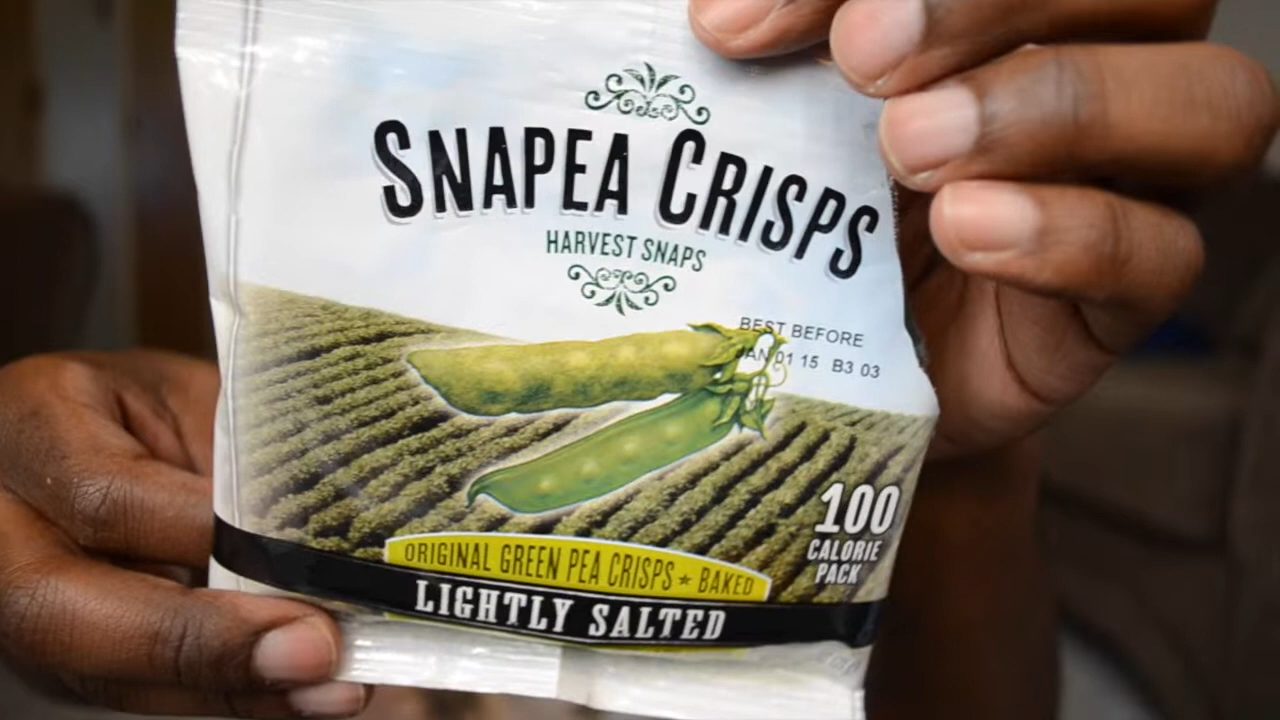 SNAPEA CRISPS
HARVEST SNAPS
BEST BEFORE
JAN 01 15 B3 03
100
CALORIE
PACK
ORIGINAL GREEN PEA CRISPS ★ BAKED
LIGHTLY SALTED